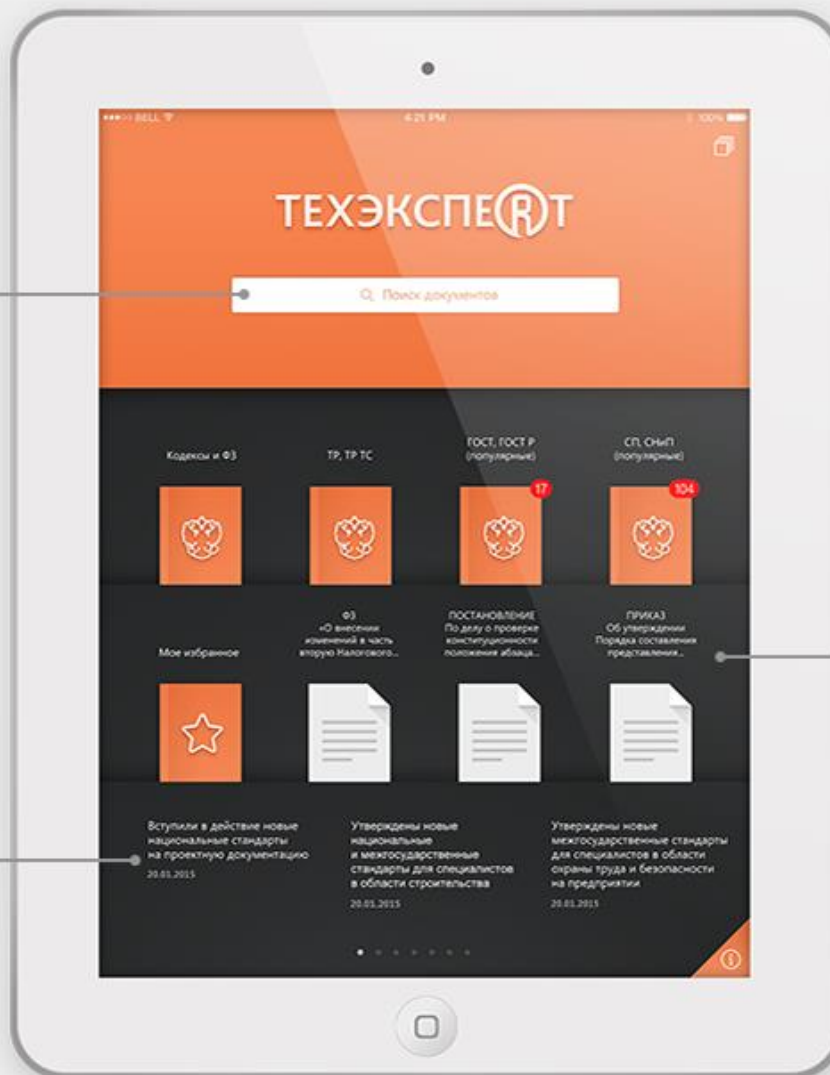 BELL 4:21 PM 100%
ТЕХЭКСПЕRТ
Поиск документов
Кодексы и ФЗ
ТР, ТР ТС
ГОСТ, ГОСТ Р
(популярные)
СП, СНиП
(популярные)
17
104
Мое избранное
ФЗ
«О внесении
изменений в часть
вторую Налогового...
ПОСТАНОВЛЕНИЕ
По делу о проверке
конституционности
положения абзаца...
ПРИКАЗ
Об утверждении
Порядка составления
представления...
Вступили в действие новые
национальные стандарты
на проектную документацию
20.01.2015
Утверждены новые
национальные
и межгосударственные
стандарты для специалистов
в области строительства
20.01.2015
Утверждены новые
межгосударственные стандарты
для специалистов в области
охраны труда и безопасности
на предприятии
20.01.2015